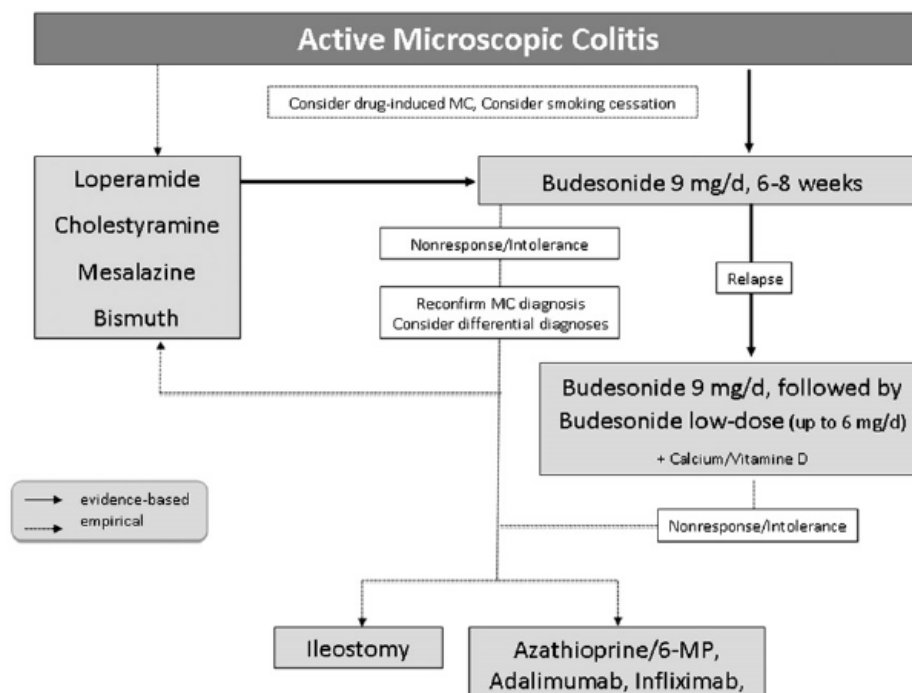 Active Microscopic Colitis
Consider drug-induced MC, Consider smoking cessation
Loperamide
Cholestyramine
Mesalazine
Bismuth
Budesonide 9 mg/d, 6-8 weeks
Nonresponse/Intolerance
Reconfirm MC diagnosis
Consider differential diagnoses
Relapse
Budesonide 9 mg/d, followed by
Budesonide low-dose (up to 6 mg/d)
+ Calcium/Vitamine D
evidence-based
empirical
Nonresponse/Intolerance
Ileostomy
Azathioprine/6-MP,
Adalimumab, Infliximab,